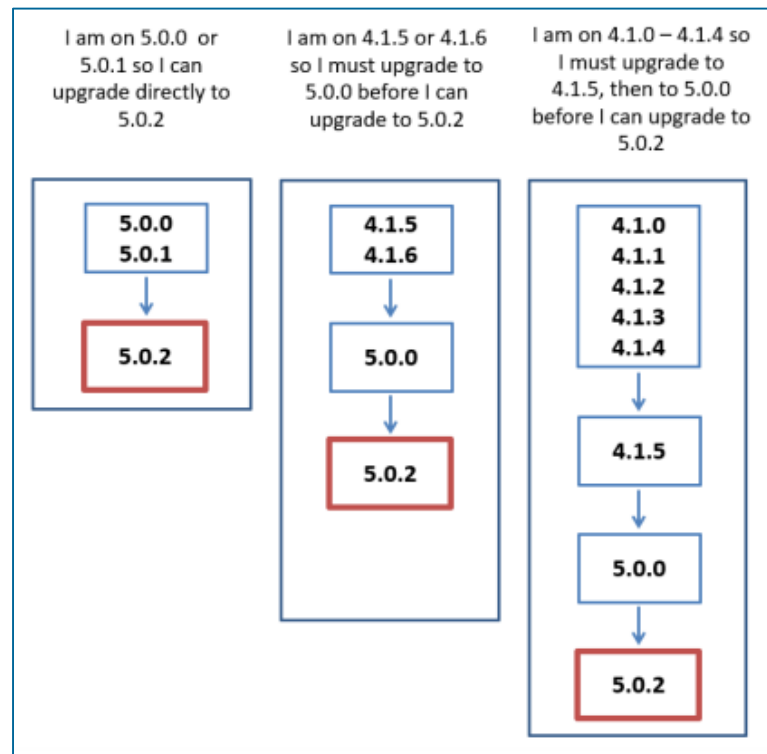 I am on 5.0.0 or
5.0.1 so I can
upgrade directly to
5.0.2
5.0.0
5.0.1
5.0.2
I am on 4.1.5 or 4.1.6
so I must upgrade to
5.0.0 before I can
upgrade to 5.0.2
4.1.5
4.1.6
5.0.0
5.0.2
I am on 4.1.0 – 4.1.4 so
I must upgrade to
4.1.5, then to 5.0.0
before I can upgrade to
5.0.2
4.1.0
4.1.1
4.1.2
4.1.3
4.1.4
4.1.5
5.0.0
5.0.2